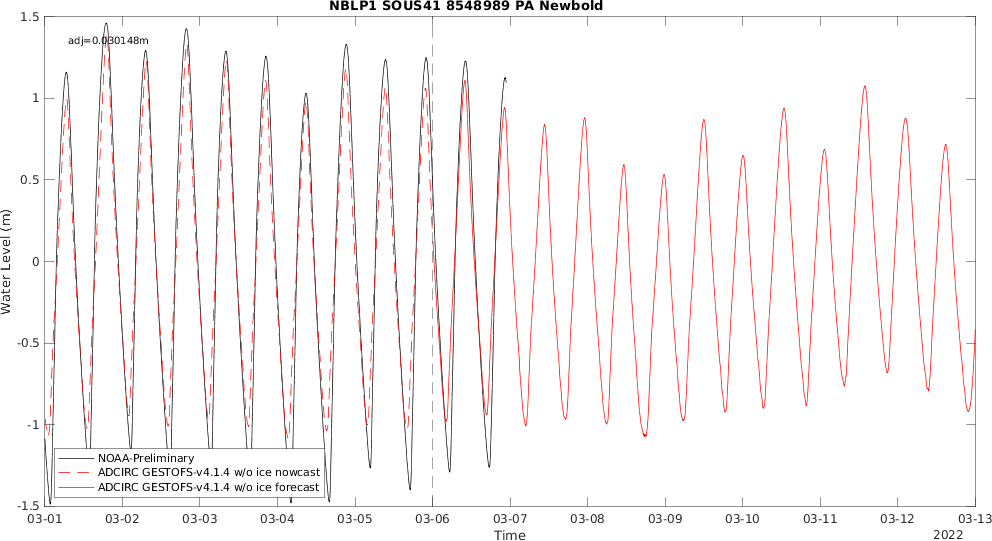 NBLP1 SOUS41 8548989 PA Newbold
adj=0.030148m
1.5
1
0.5
0
-0.5
-1
-1.5
Water Level (m)
NOAA-Preliminary
ADCIRC GESTOFS-v4.1.4 w/o ice nowcast
ADCIRC GESTOFS-v4.1.4 w/o ice forecast
03-01 03-02 03-03 03-04 03-05 03-06 03-07 03-08 03-09 03-10 03-11 03-12 03-13
Time
2022